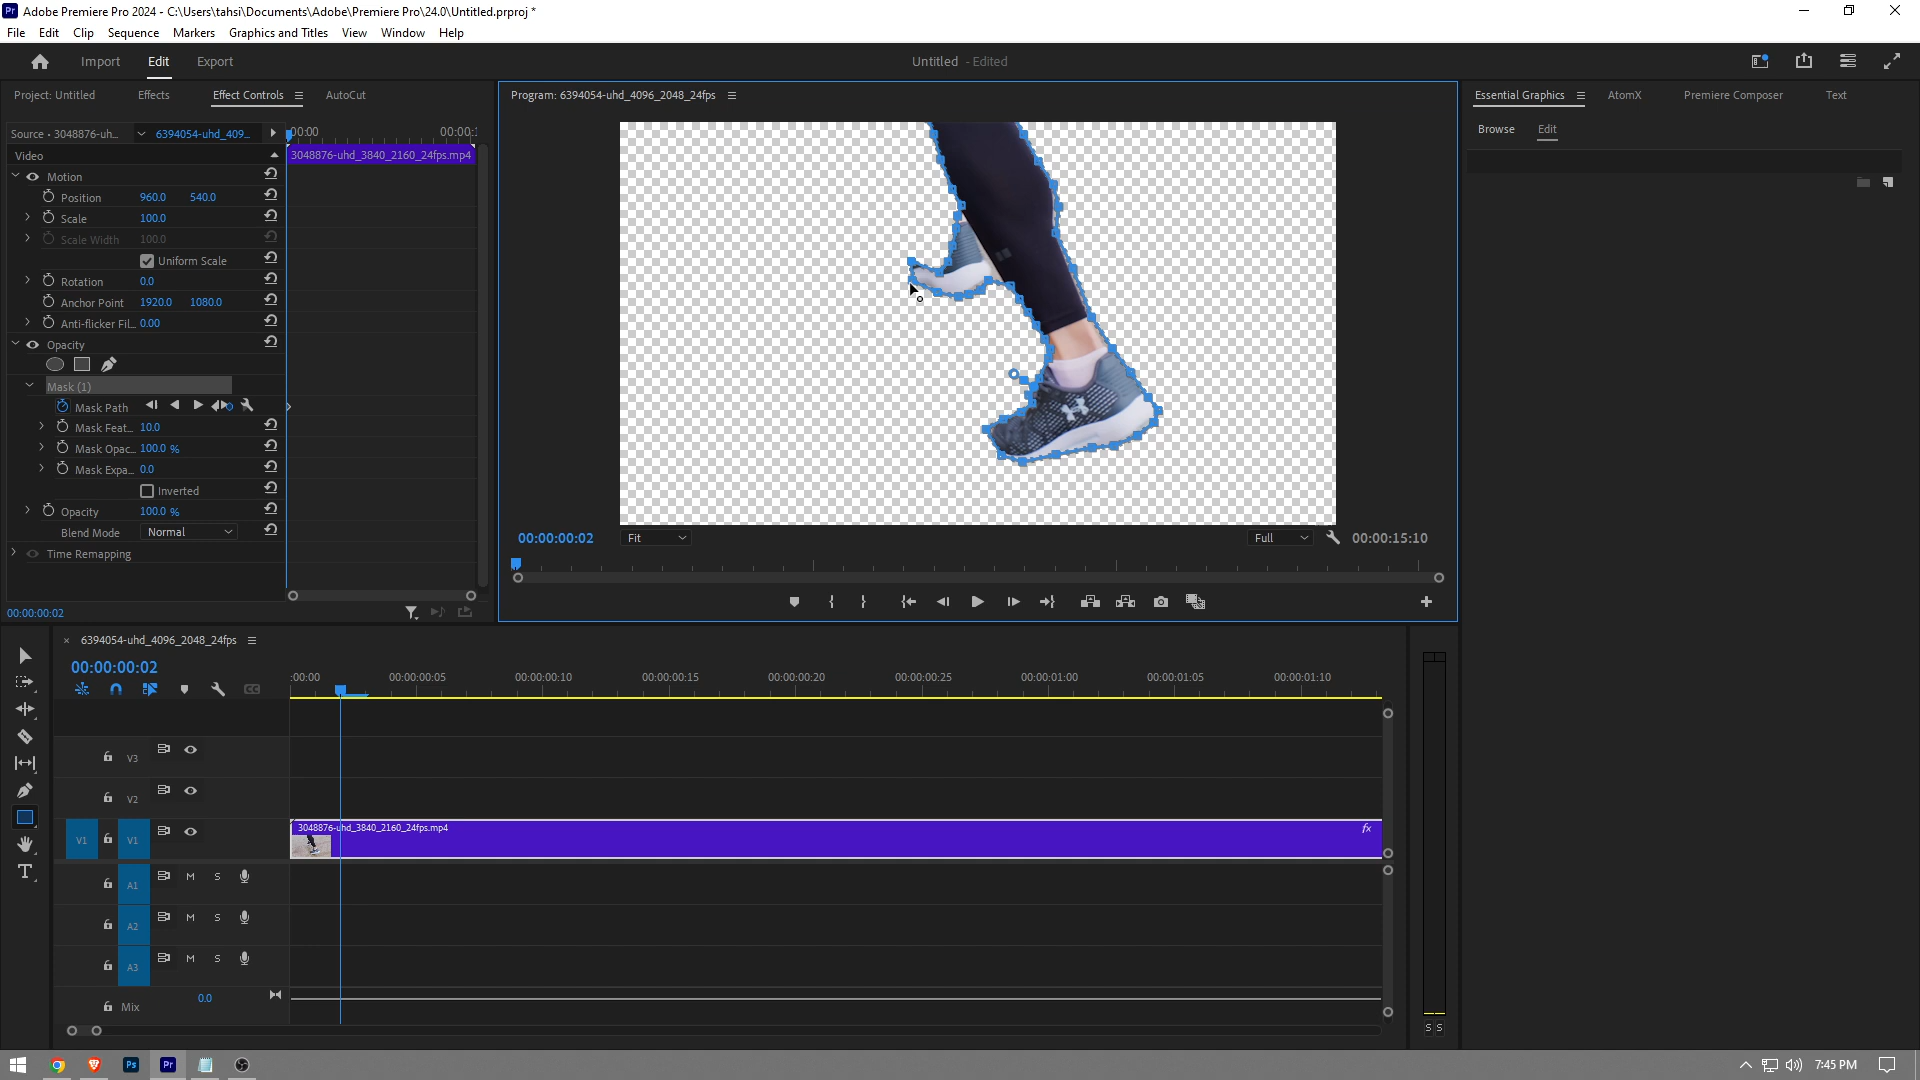 Pr Adobe Premiere Pro 2024 - C:\Users\tahsi\Documents\Adobe\Premiere Pro\24.0\Untitled.prproj *
File Edit Clip Sequence Markers Graphics and Titles View Window Help
Import Edit Export
Untitled - Edited
Project: Untitled Effects Effect Controls AutoCut
Source • 3048876-uh... 6394054-uhd_409...
:00:00 00:00:1
Video
3048876-uhd_3840_2160_24fps.mp4
Motion
Position 960.0 540.0
Scale 100.0
Scale Width 100.0
Uniform Scale
Rotation 0.0
Anchor Point 1920.0 1080.0
Anti-flicker Fil... 0.00
Opacity
Mask (1)
Mask Path
Mask Feat... 10.0
Mask Opac... 100.0 %
Mask Expa... 0.0
Inverted
Opacity 100.0 %
Blend Mode Normal
Time Remapping
00:00:00:02
Program: 6394054-uhd_4096_2048_24fps
00:00:00:02 Fit Full 00:00:15:10
Essential Graphics AtomX Premiere Composer Text
Browse Edit
× 6394054-uhd_4096_2048_24fps
00:00:00:02
:00:00 00:00:00:05 00:00:00:10 00:00:00:15 00:00:00:20 00:00:00:25 00:00:01:00 00:00:01:05 00:00:01:10
V3
V2
V1 V1
3048876-uhd_3840_2160_24fps.mp4 fx
A1 M S
A2 M S
A3 M S
Mix 0.0
S S
Ps Pr 7:45 PM